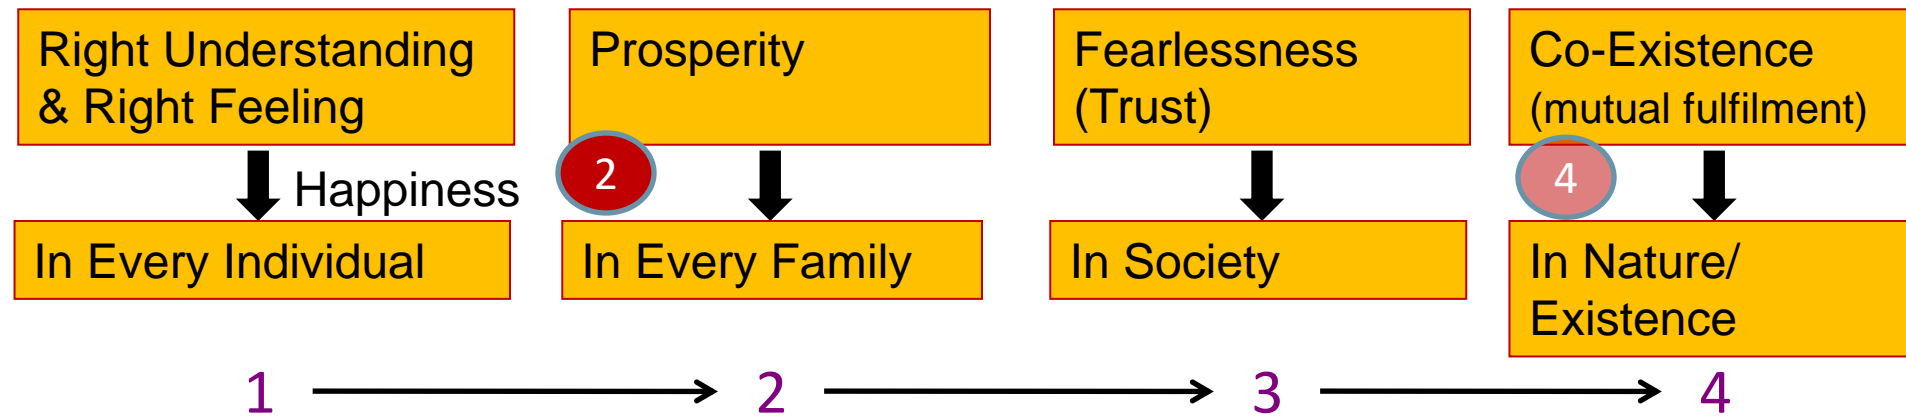 Right Understanding
& Right Feeling
Prosperity
Fearlessness
(Trust)
Co-Existence
(mutual fulfilment)
Happiness
2
4
In Every Individual
In Every Family
In Society
In Nature/
Existence
1
2
3
4